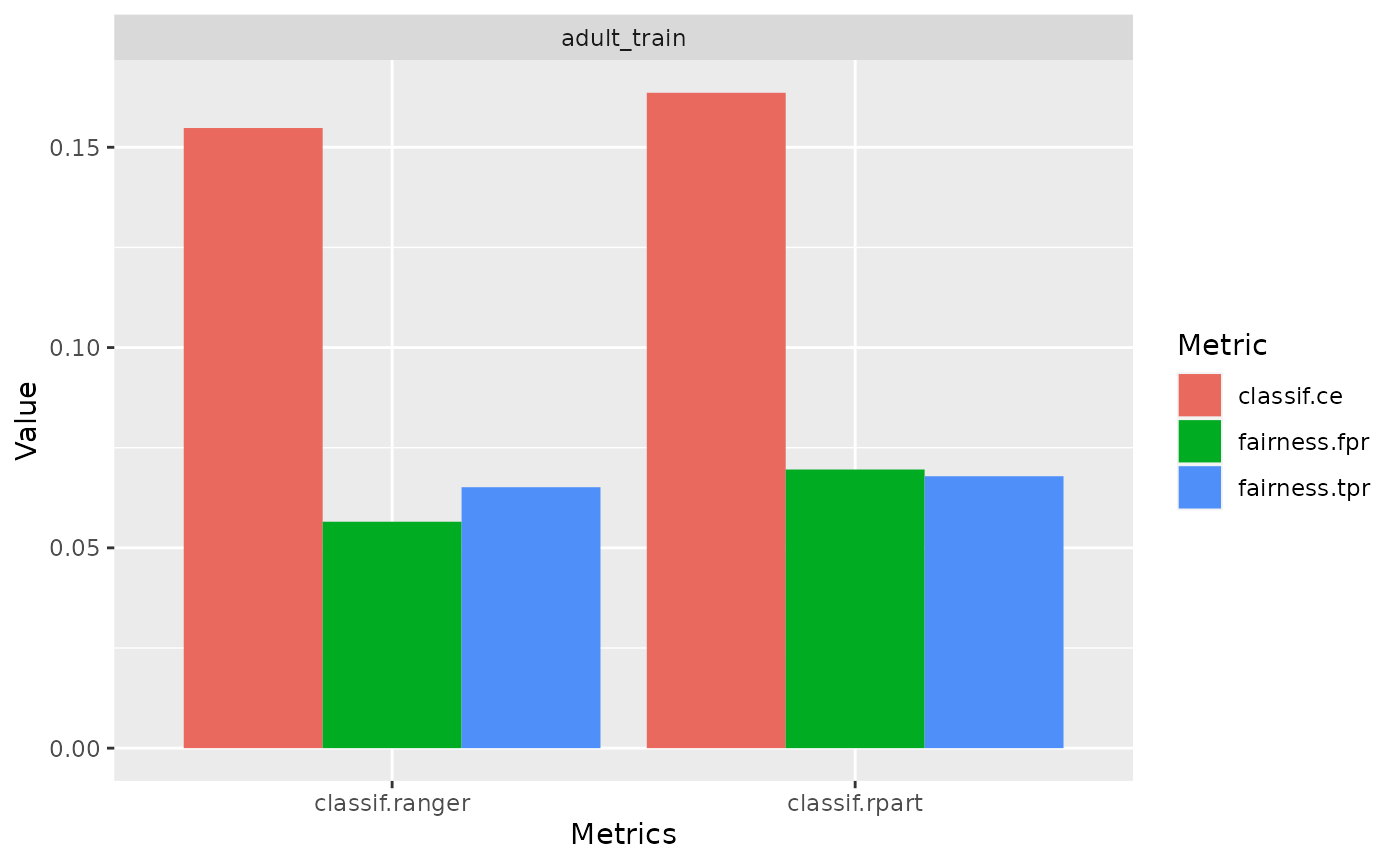 adult_train
0.15
0.10
0.05
0.00
Value
classif.ranger
classif.rpart
Metrics
Metric
classif.ce
fairness.fpr
fairness.tpr